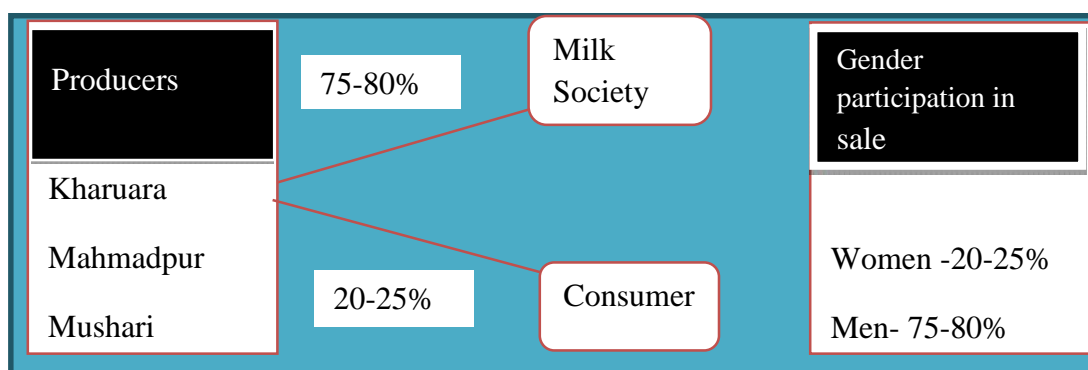 Producers
Kharuara
Mahmadpur
Mushari
75-80%
20-25%
Milk
Society
Consumer
Gender
participation in
sale
Women -20-25%
Men- 75-80%